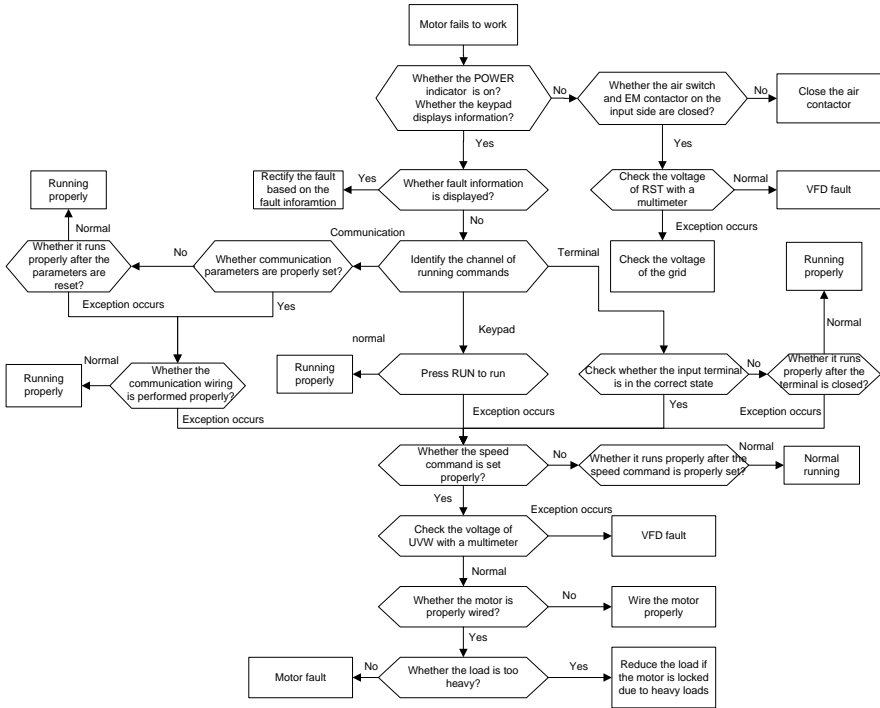 Motor fails to work
Whether the POWER
indicator is on?
Whether the keypad
displays information?
No
Whether the air switch
and EM contactor on the
input side are closed?
No
Close the air
contactor
Yes
Yes
Rectify the fault
based on the
fault inforamtion
Yes
Whether fault information
is displayed?
Check the voltage
of RST with a
multimeter
Normal
VFD fault
Running
properly
Normal
No
Exception occurs
Communication
Whether it runs
properly after the
parameters are
reset?
No
Whether communication
parameters are properly set?
Identify the channel of
running commands
Terminal
Check the voltage
of the grid
Running
properly
Exception occurs
Yes
Keypad
Normal
normal
Running
properly
Normal
Whether the
communication wiring
is performed properly?
Running
properly
Press RUN to run
Check whether the input terminal
is in the correct state
No
Whether it runs
properly after the
terminal is closed?
Exception occurs
Exception occurs
Yes
Exception occurs
Whether the speed
command is set
properly?
No
Whether it runs properly after the
speed command is properly set?
Normal
Normal
running
Yes
Check the voltage of
UVW with a multimeter
Exception occurs
VFD fault
Normal
Whether the motor is
properly wired?
No
Wire the motor
properly
Yes
Motor fault
No
Whether the load is too
heavy?
Yes
Reduce the load if
the motor is locked
due to heavy loads